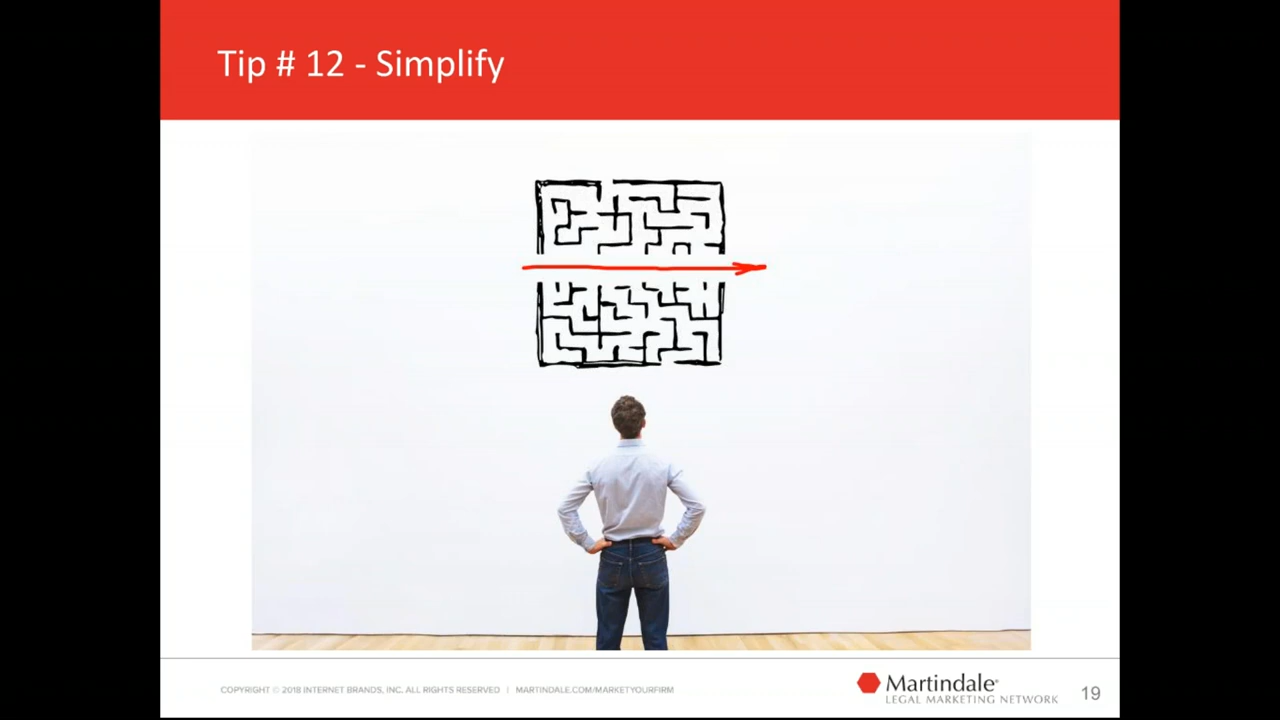 Tip # 12 - Simplify
COPYRIGHT © 2018 INTERNET BRANDS, INC. ALL RIGHTS RESERVED | MARTINDALE.COM/MARKETYOURFIRM
Martindale®
LEGAL MARKETING NETWORK
19